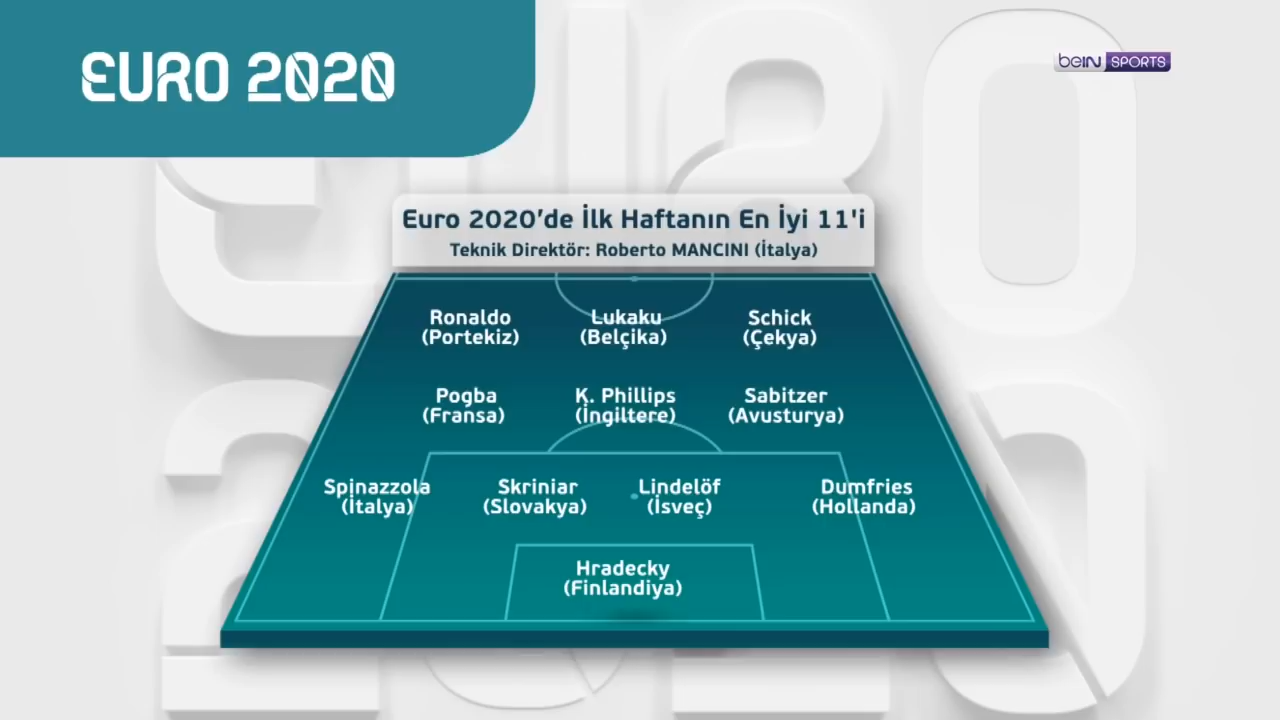 EURO 2020
beIN SPORTS
Euro 2020’de İlk Haftanın En İyi 11'i
Teknik Direktör: Roberto MANCINI (İtalya)
Ronaldo
(Portekiz)
Lukaku
(Belçika)
Schick
(Çekya)
Pogba
(Fransa)
K. Phillips
(İngiltere)
Sabitzer
(Avusturya)
Spinazzola
(İtalya)
Skriniar
(Slovakya)
Lindelöf
(İsveç)
Dumfries
(Hollanda)
Hradecky
(Finlandiya)